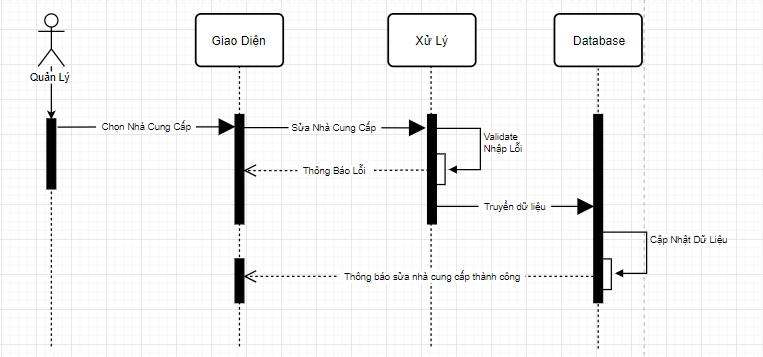 Giao Diện
Xử Lý
Database
Quản Lý
Chọn Nhà Cung Cấp
Sửa Nhà Cung Cấp
Validate
Nhập Lỗi
Thông Báo Lỗi
Truyền dữ liệu
Cập Nhật Dữ Liệu
Thông báo sửa nhà cung cấp thành công